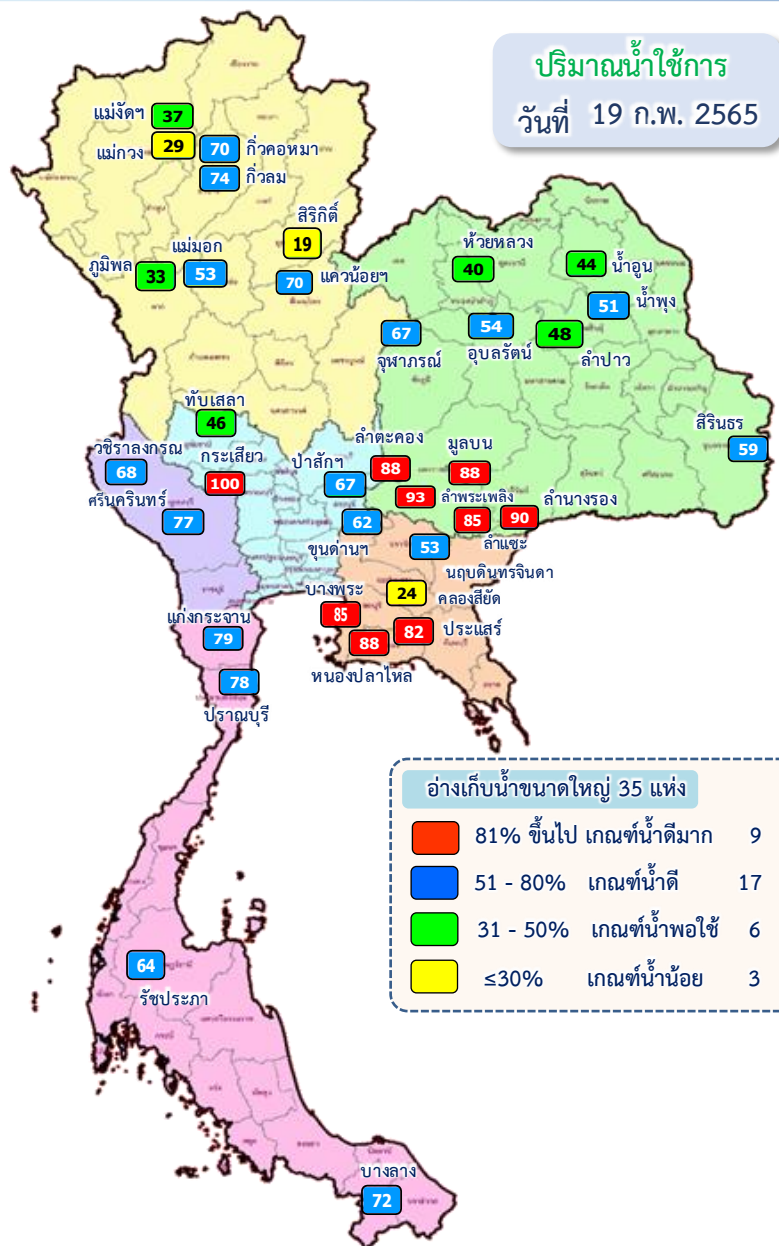 ปริมาณน้ำใช้การ
วันที่ 19 ก.พ. 2565
แม่งัดฯ 37
แม่กวง 29
70 กิ่วคอหมา
74 กิ่วลม
สิริกิติ์
19
แม่มอก
53
ภูมิพล
33
แควน้อยฯ
70
ห้วยหลวง
40
44 น้ำอูน
51 น้ำพุง
67
จุฬาภรณ์
54
อุบลรัตน์
48
ลำปาว
สิรินธร
59
ทับเสลา
46
กระเสียว
100
วชิราลงกรณ
68
ศรีนครินทร์
77
ป่าสักฯ
67
ลำตะคอง
88
มูลบน
88
93
ลำพระเพลิง
85
ลำแซะ
ลำนางรอง
90
62
ขุนด่านฯ
53
นฤบดินทรจินดา
24
คลองสียัด
บางพระ
85
88
หนองปลาไหล
82
ประแสร์
แก่งกระจาน
79
78
ปราณบุรี
64
รัชประภา
บางลาง
72
อ่างเก็บน้ำขนาดใหญ่ 35 แห่ง
81% ขึ้นไป เกณฑ์น้ำดีมาก 9
51 - 80% เกณฑ์น้ำดี 17
31 - 50% เกณฑ์น้ำพอใช้ 6
≤30% เกณฑ์น้ำน้อย 3